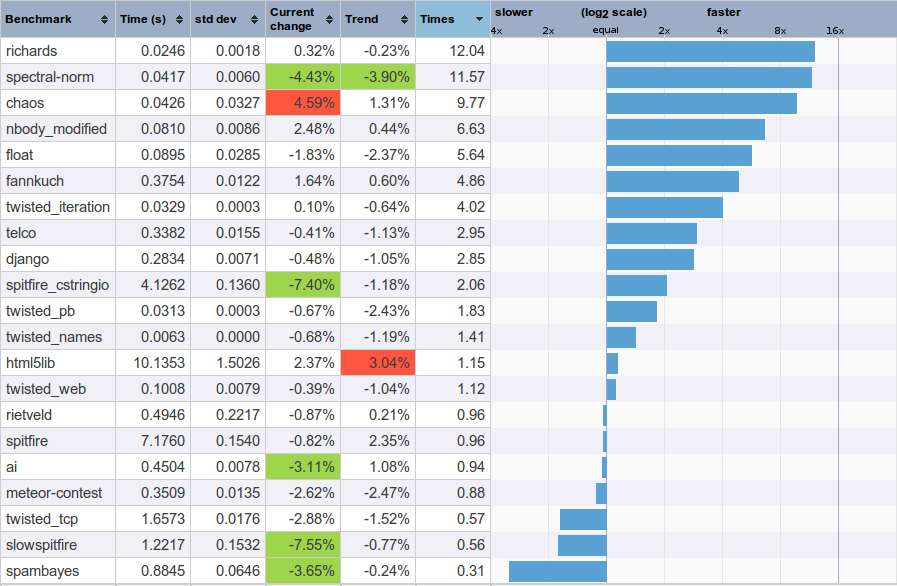 Benchmark Time (s) std dev Current change Trend Times slower (log2 scale) faster
4x 2x equal 2x 4x 8x 16x
richards 0.0246 0.0018 0.32% -0.23% 12.04
spectral-norm 0.0417 0.0060 -4.43% -3.90% 11.57
chaos 0.0426 0.0327 4.59% 1.31% 9.77
nbody_modified 0.0810 0.0086 2.48% 0.44% 6.63
float 0.0895 0.0285 -1.83% -2.37% 5.64
fannkuch 0.3754 0.0122 1.64% 0.60% 4.86
twisted_iteration 0.0329 0.0003 0.10% -0.64% 4.02
telco 0.3382 0.0155 -0.41% -1.13% 2.95
django 0.2834 0.0071 -0.48% -1.05% 2.85
spitfire_cstringio 4.1262 0.1360 -7.40% -1.18% 2.06
twisted_pb 0.0313 0.0003 -0.67% -2.43% 1.83
twisted_names 0.0063 0.0000 -0.68% -1.19% 1.41
html5lib 10.1353 1.5026 2.37% 3.04% 1.15
twisted_web 0.1008 0.0079 -0.39% -1.04% 1.12
rietveld 0.4946 0.2217 -0.87% 0.21% 0.96
spitfire 7.1760 0.1540 -0.82% 2.35% 0.96
ai 0.4504 0.0078 -3.11% 1.08% 0.94
meteor-contest 0.3509 0.0135 -2.62% -2.47% 0.88
twisted_tcp 1.6573 0.0176 -2.88% -1.52% 0.57
slowspitfire 1.2217 0.1532 -7.55% -0.77% 0.56
spambayes 0.8845 0.0646 -3.65% -0.24% 0.31